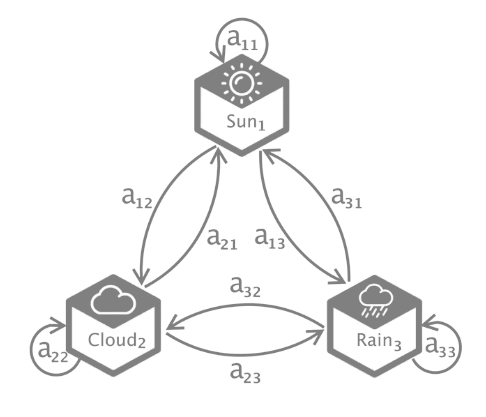 a₁₁
Sun₁
a₁₂
a₂₁
a₁₃
a₃₁
a₃₂
Cloud₂
Rain₃
a₂₂
a₃₃
a₂₃